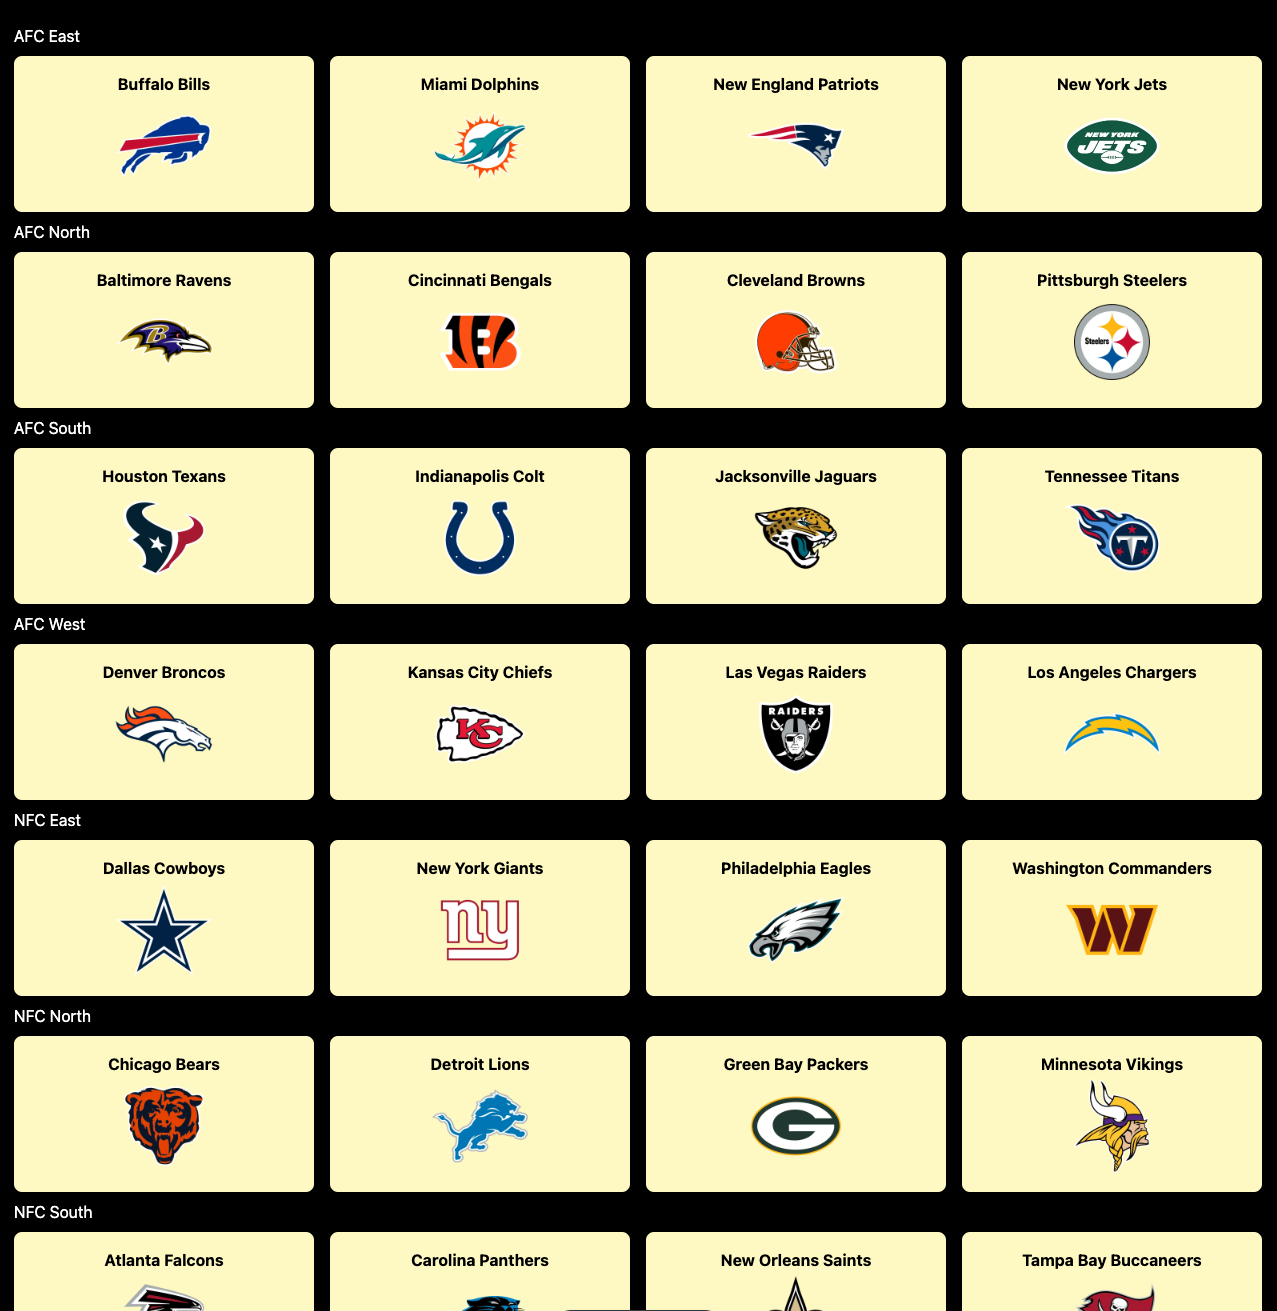 AFC East
Buffalo Bills
Miami Dolphins
New England Patriots
New York Jets
NEW YORK
JETS
AFC North
Baltimore Ravens
Cincinnati Bengals
Cleveland Browns
Pittsburgh Steelers
B
B
Steelers
AFC South
Houston Texans
Indianapolis Colt
Jacksonville Jaguars
Tennessee Titans
T
AFC West
Denver Broncos
Kansas City Chiefs
Las Vegas Raiders
Los Angeles Chargers
KC
RAIDERS
NFC East
Dallas Cowboys
New York Giants
Philadelphia Eagles
Washington Commanders
ny
W
NFC North
Chicago Bears
Detroit Lions
Green Bay Packers
Minnesota Vikings
G
NFC South
Atlanta Falcons
Carolina Panthers
New Orleans Saints
Tampa Bay Buccaneers